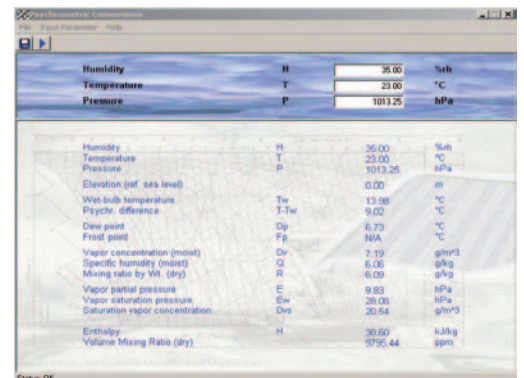 Psychrometric Conversion
File Input Parameter Help
Humidity H 35.00 %rh
Temperature T 23.00 °C
Pressure P 1013.25 hPa
Humidity H 35.00 %rh
Temperature T 23.00 °C
Pressure P 1013.25 hPa
Elevation (ref. sea level) 0.00 m
Wet-bulb temperature Tw 13.98 °C
Psychr. difference T-Tw 9.02 °C
Dew point Dp 6.73 °C
Frost point Fp N/A °C
Vapor concentration (moist) Dv 7.19 g/m^3
Specific humidity (moist) Q 6.06 g/kg
Mixing ratio by Wt. (dry) R 6.09 g/kg
Vapor partial pressure E 9.83 hPa
Vapor saturation pressure Ew 28.08 hPa
Saturation vapor concentration Dvs 20.54 g/m^3
Enthalpy H 38.60 kJ/kg
Volume Mixing Ratio (dry) 9795.44 ppm
Status: OK